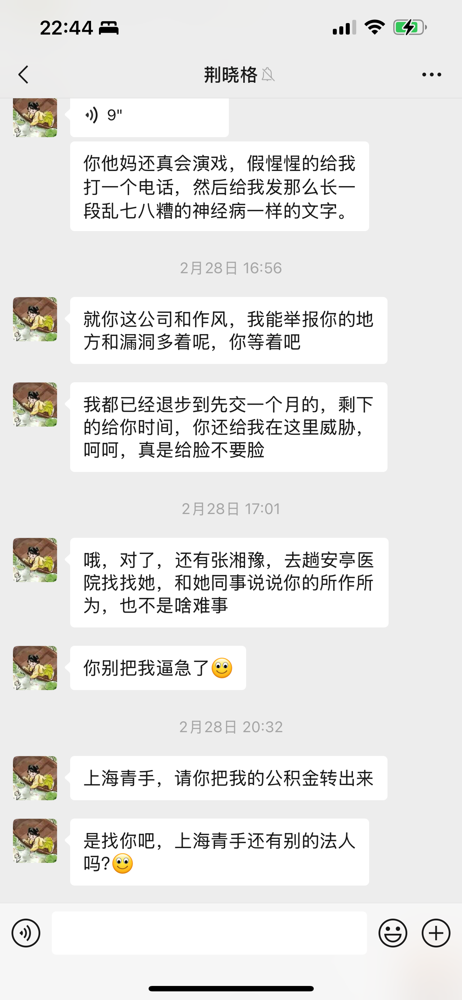 22:44
荆晓格
9"
你他妈还真会演戏，假惺惺的给我
打一个电话，然后给我发那么长一
段乱七八糟的神经病一样的文字。
2月28日 16:56
就你这公司和作风，我能举报你的地
方和漏洞多着呢，你等着吧
我都已经退步到先交一个月的，剩下
的给你时间，你还给我在这里威胁，
呵呵，真是给脸不要脸
2月28日 17:01
哦，对了，还有张湘豫，去趟安亭医
院找找她，和她同事说说你的所作所
为，也不是啥难事
你别把我逼急了
2月28日 20:32
上海青手，请你把我的公积金转出来
是找你吧，上海青手还有别的法人
吗?